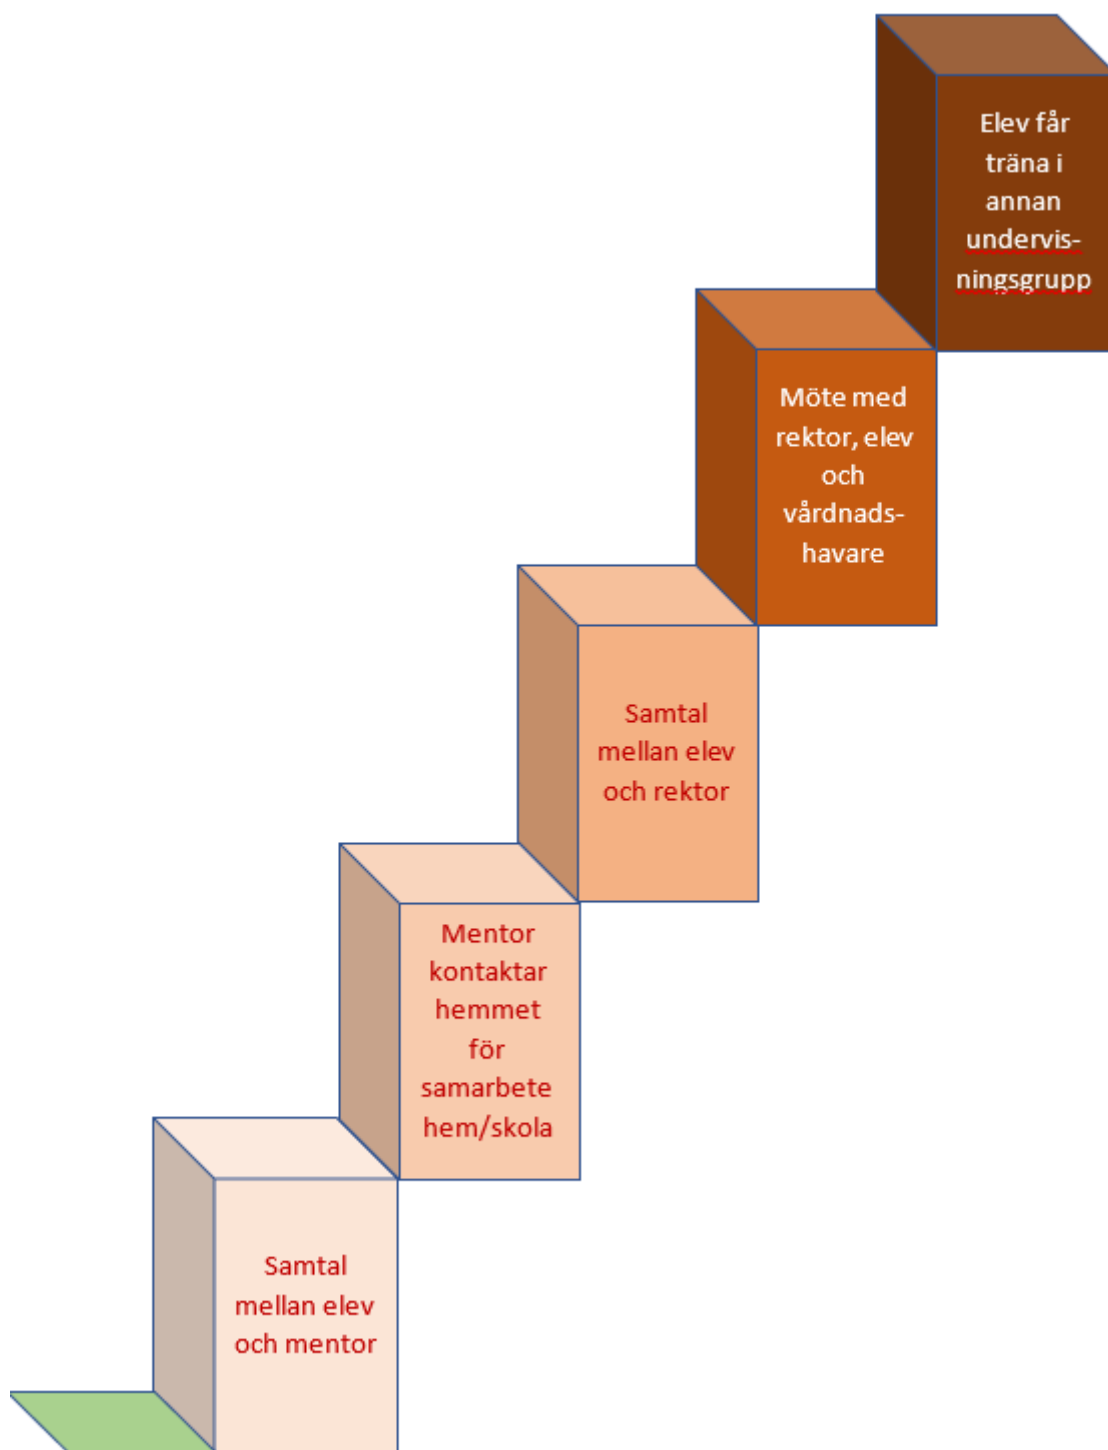 Elev får
träna i
annan
undervis-
ningsgrupp
Möte med
rektor, elev
och
vårdnads-
havare
Samtal
mellan elev
och rektor
Mentor
kontaktar
hemmet
för
samarbete
hem/skola
Samtal
mellan elev
och mentor